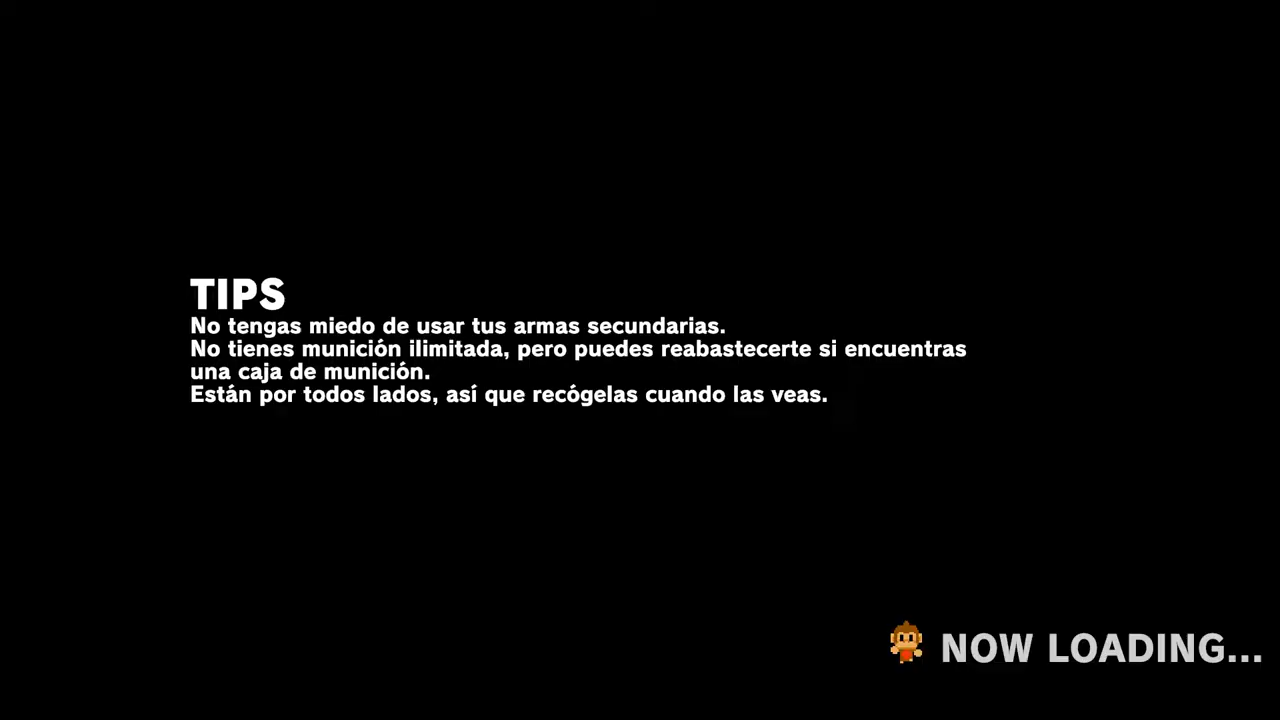 TIPS
No tengas miedo de usar tus armas secundarias.
No tienes munición ilimitada, pero puedes reabastecerte si encuentras
una caja de munición.
Están por todos lados, así que recógelas cuando las veas.
NOW LOADING...